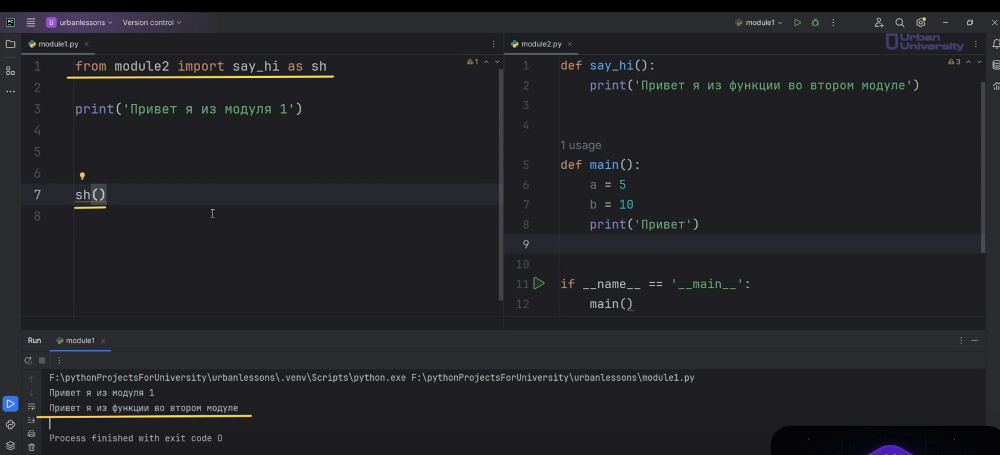 PC
U urbanlessons
Version control
module1
module1.py
module2.py
Urban
University
1 from module2 import say_hi as sh
1
2
3 print('Привет я из модуля 1')
4
5
6
7 sh()
8
1 def say_hi():
3
2 print('Привет я из функции во втором модуле')
3
4
1 usage
5 def main():
6 a = 5
7 b = 10
8 print('Привет')
9
10
11 if __name__ == '__main__':
12 main()
Run module1
F:\pythonProjectsForUniversity\urbanlessons\.venv\Scripts\python.exe F:\pythonProjectsForUniversity\urbanlessons\module1.py
Привет я из модуля 1
Привет я из функции во втором модуле
Process finished with exit code 0